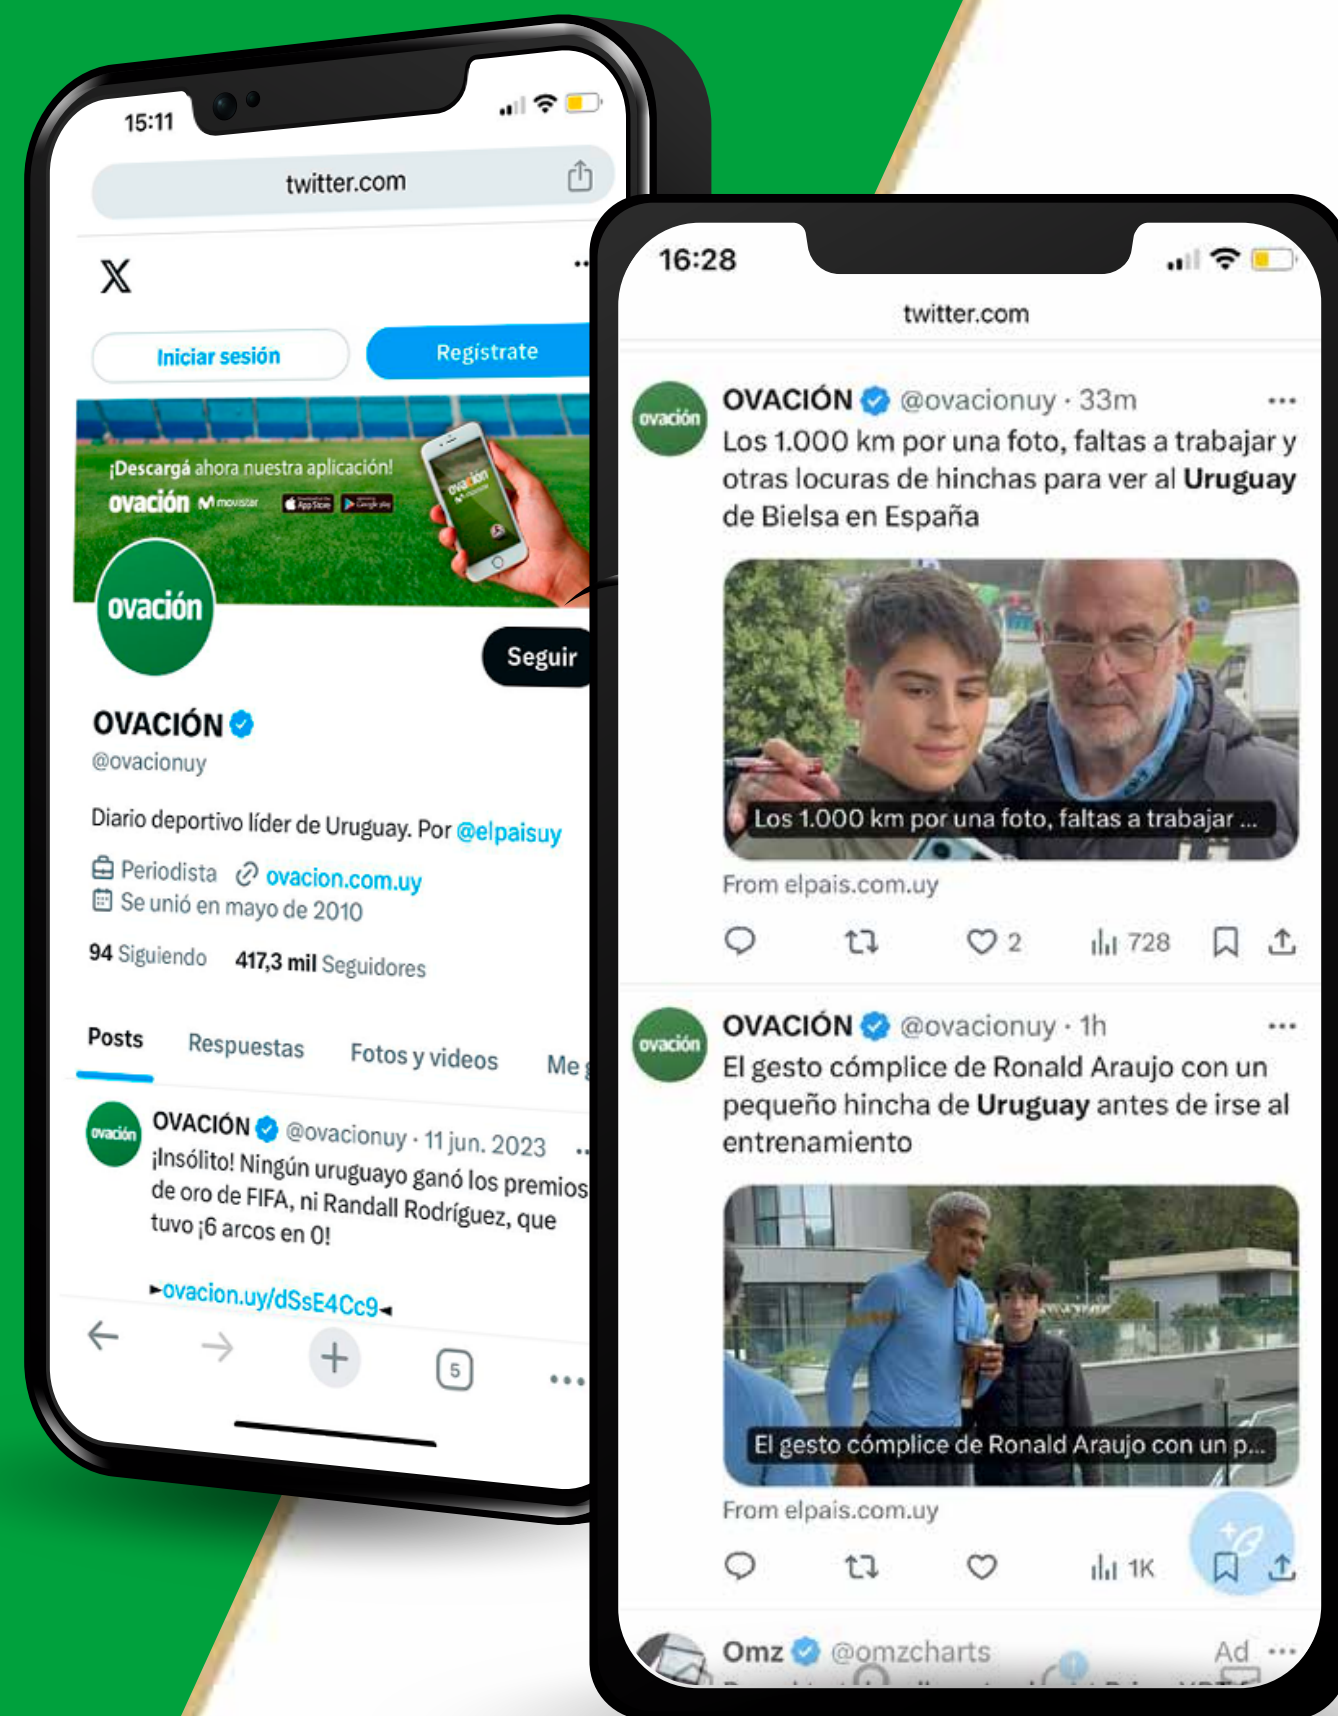 15:11
twitter.com
X
Iniciar sesión
Regístrate
¡Descargá ahora nuestra aplicación!
ovación movistar App Store Google play
ovación
ovación
Seguir
OVACIÓN
@ovacionuy
Diario deportivo líder de Uruguay. Por @elpaisuy
Periodista ovacion.com.uy
Se unió en mayo de 2010
94 Siguiendo 417,3 mil Seguidores
Posts Respuestas Fotos y videos Me
ovación
OVACIÓN @ovacionuy · 11 jun. 2023
¡Insólito! Ningún uruguayo ganó los premios
de oro de FIFA, ni Randall Rodríguez, que
tuvo ¡6 arcos en 0!
►ovacion.uy/dSsE4Cc9◄
5
16:28
twitter.com
ovación
OVACIÓN @ovacionuy · 33m
Los 1.000 km por una foto, faltas a trabajar y
otras locuras de hinchas para ver al Uruguay
de Bielsa en España
Los 1.000 km por una foto, faltas a trabajar ...
From elpais.com.uy
2 728
ovación
OVACIÓN @ovacionuy · 1h
El gesto cómplice de Ronald Araujo con un
pequeño hincha de Uruguay antes de irse al
entrenamiento
El gesto cómplice de Ronald Araujo con un p...
From elpais.com.uy
1K
Omz @omzcharts Ad